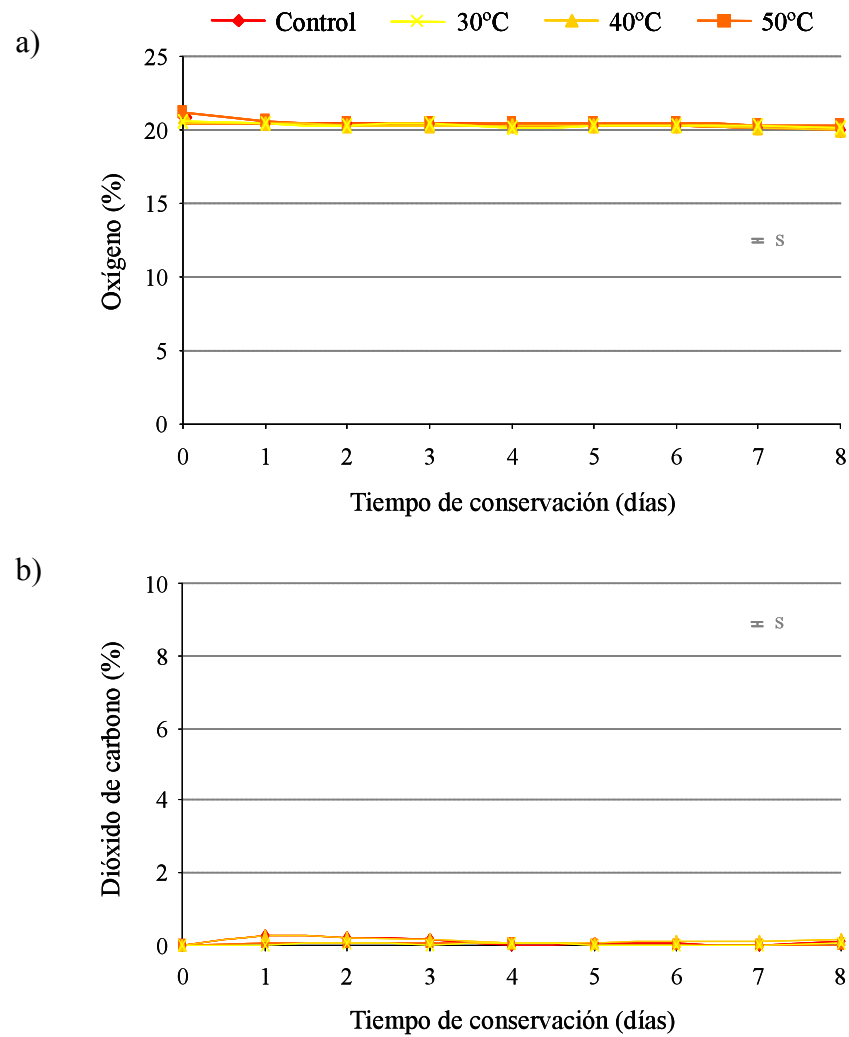 Control 30ºC 40ºC 50ºC
a)
25
20
15
10
5
0
Oxígeno (%)
s
0 1 2 3 4 5 6 7 8
Tiempo de conservación (días)
b)
10
8
6
4
2
0
Dióxido de carbono (%)
s
0 1 2 3 4 5 6 7 8
Tiempo de conservación (días)